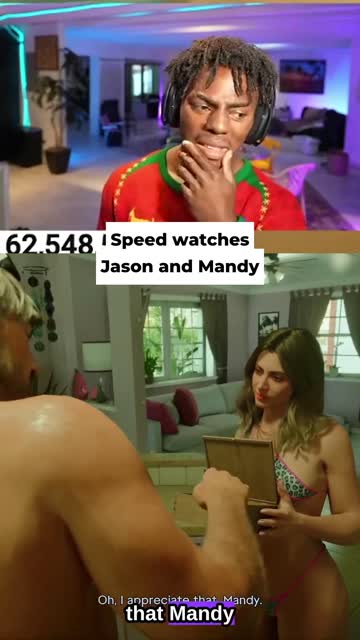 62,548
Speed watches
Jason and Mandy
Oh, I appreciate that, Mandy.
that Mandy